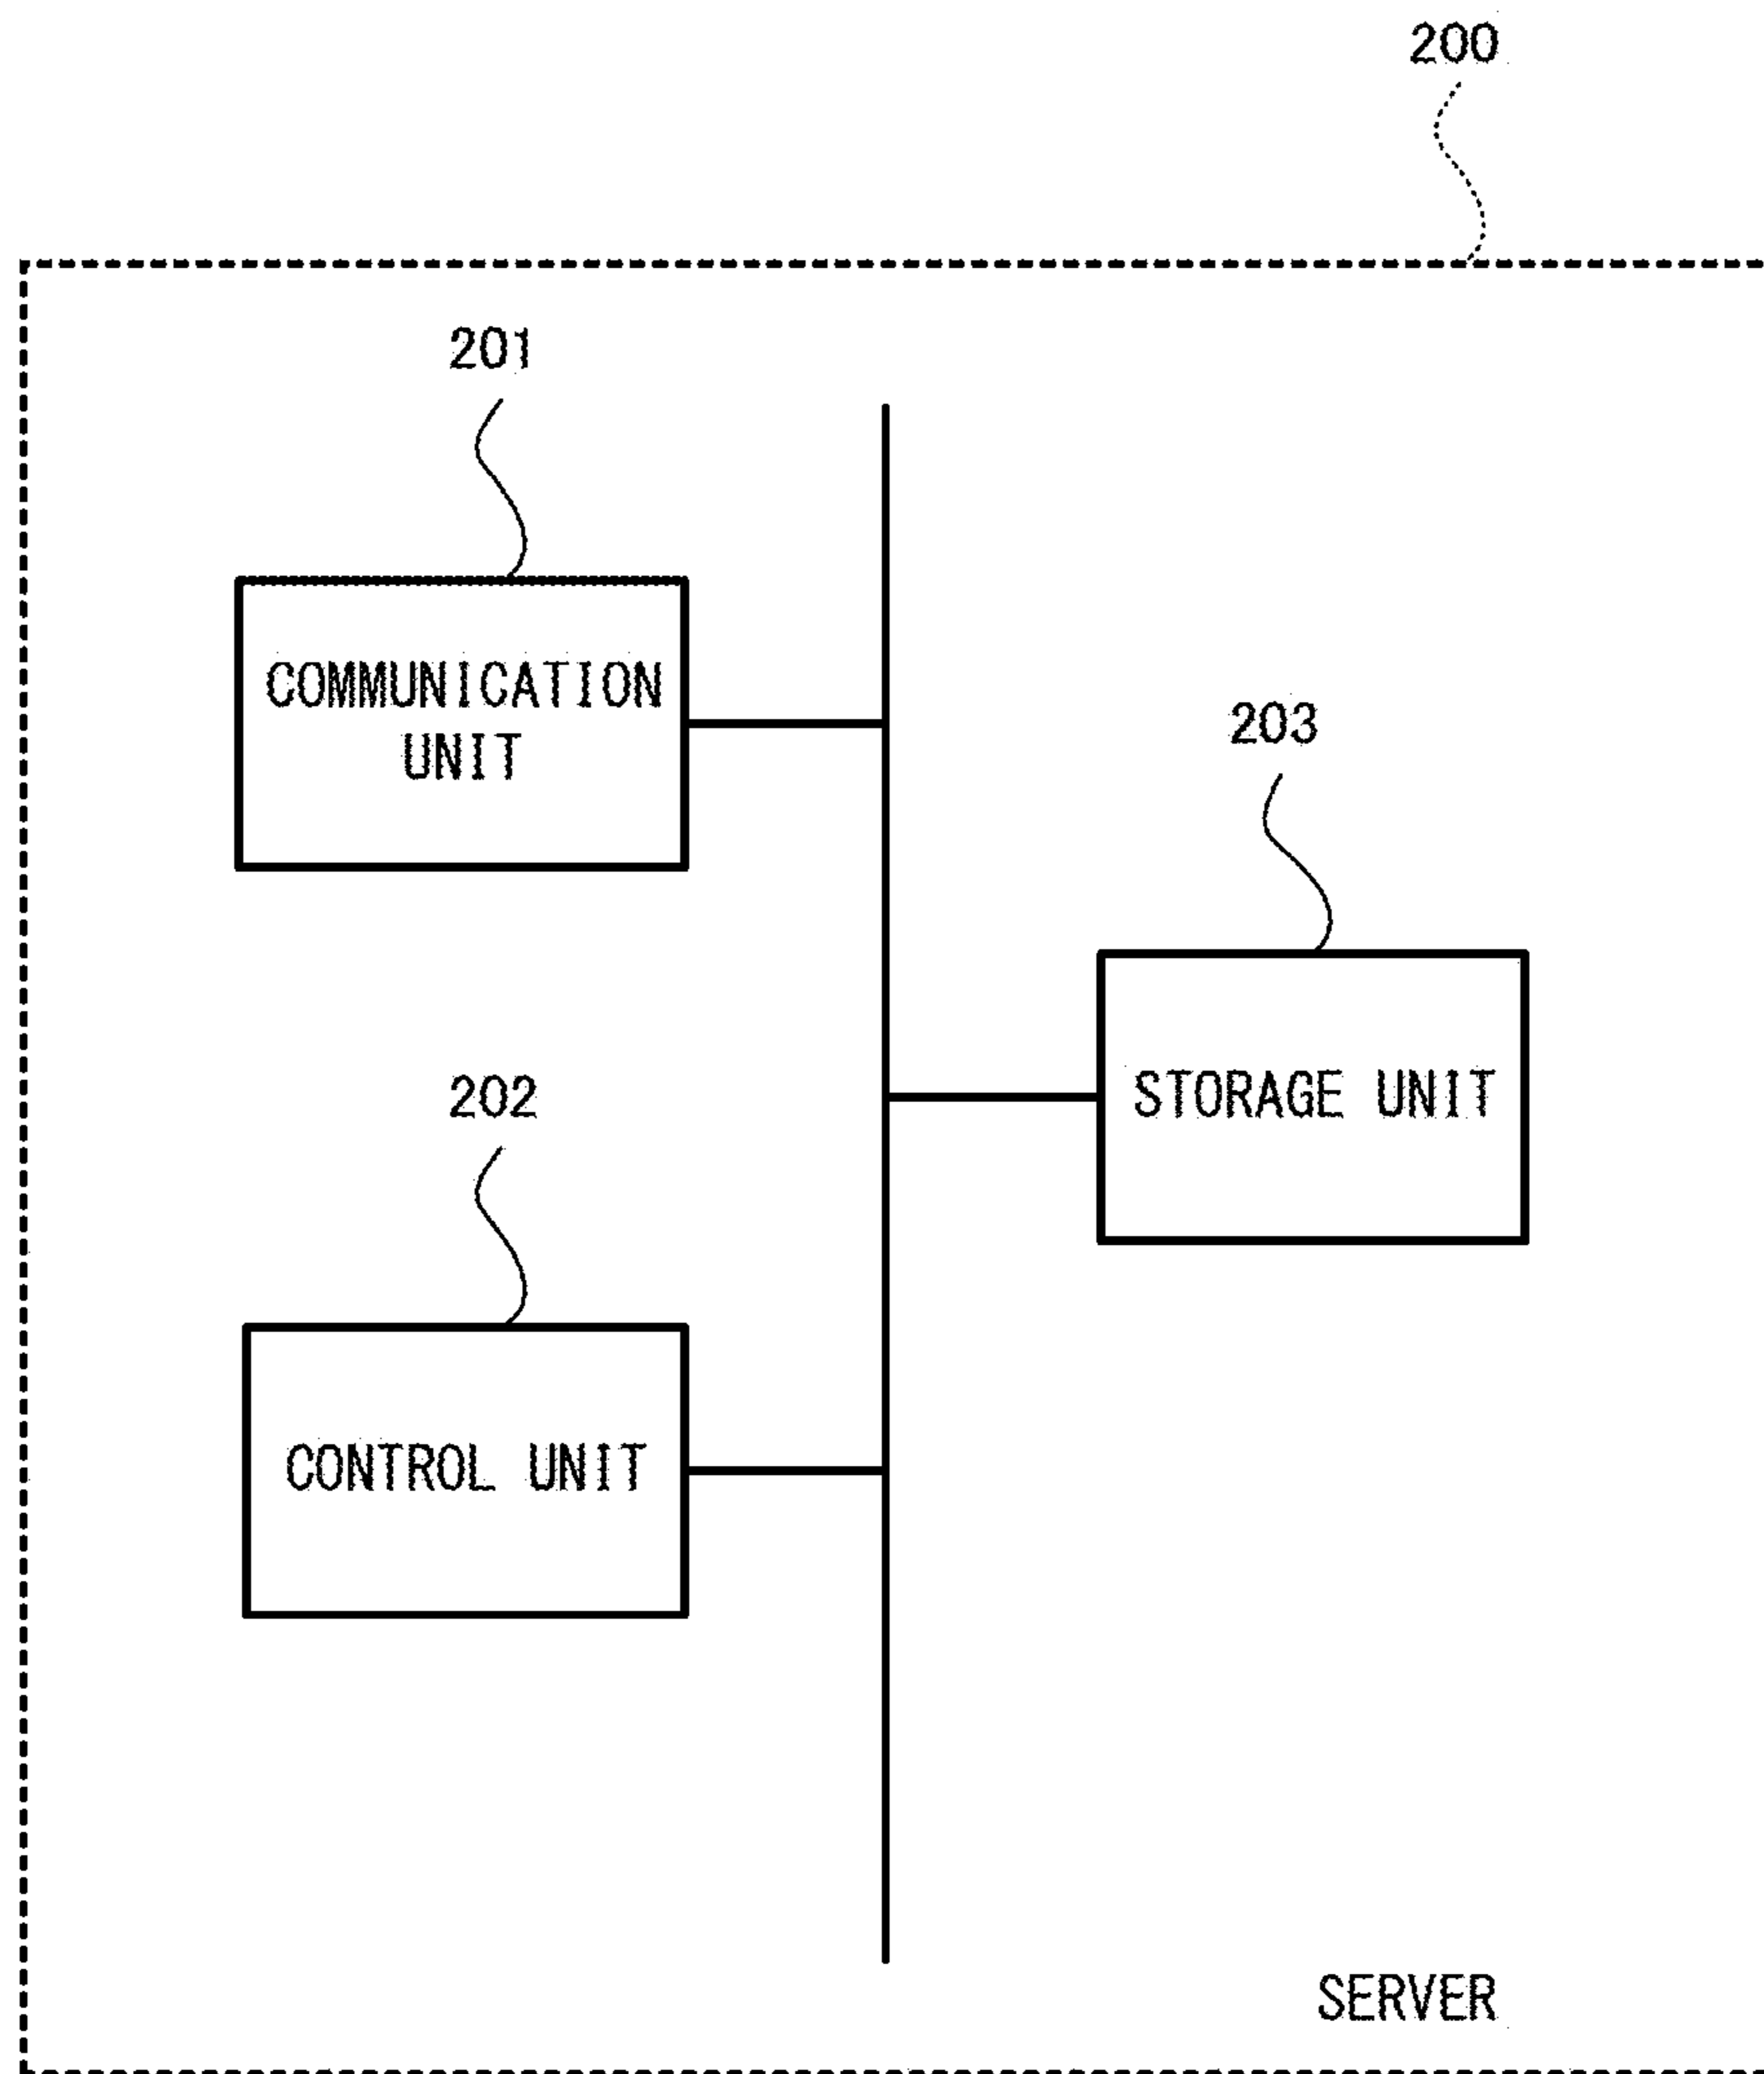 200
201
COMMUNICATION
UNIT
203
STORAGE UNIT
202
CONTROL UNIT
SERVER